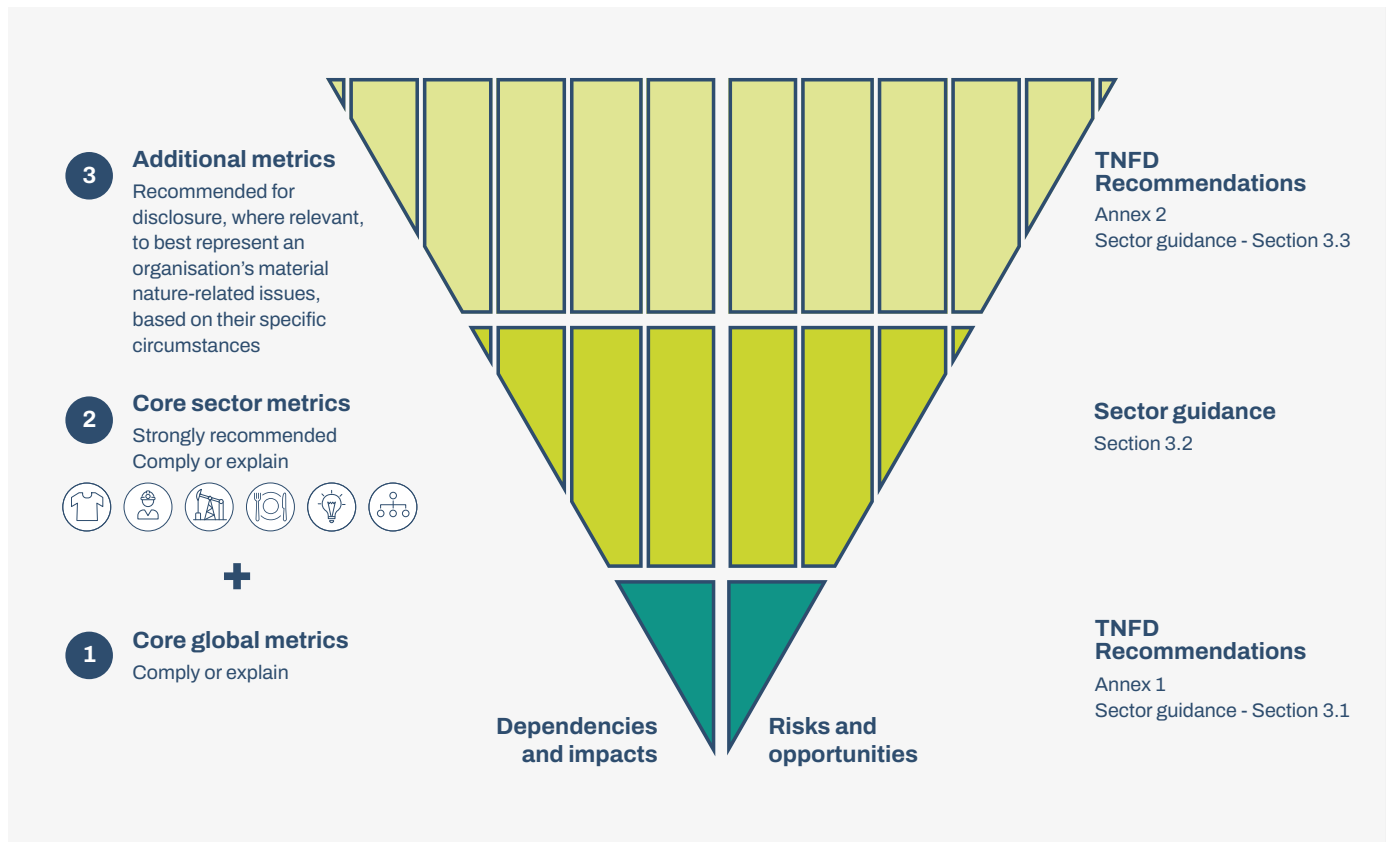 3
Additional metrics
Recommended for
disclosure, where relevant,
to best represent an
organisation’s material
nature-related issues,
based on their specific
circumstances
TNFD
Recommendations
Annex 2
Sector guidance - Section 3.3
2
Core sector metrics
Strongly recommended
Comply or explain
Sector guidance
Section 3.2
1
Core global metrics
Comply or explain
TNFD
Recommendations
Annex 1
Sector guidance - Section 3.1
Dependencies
and impacts
Risks and
opportunities